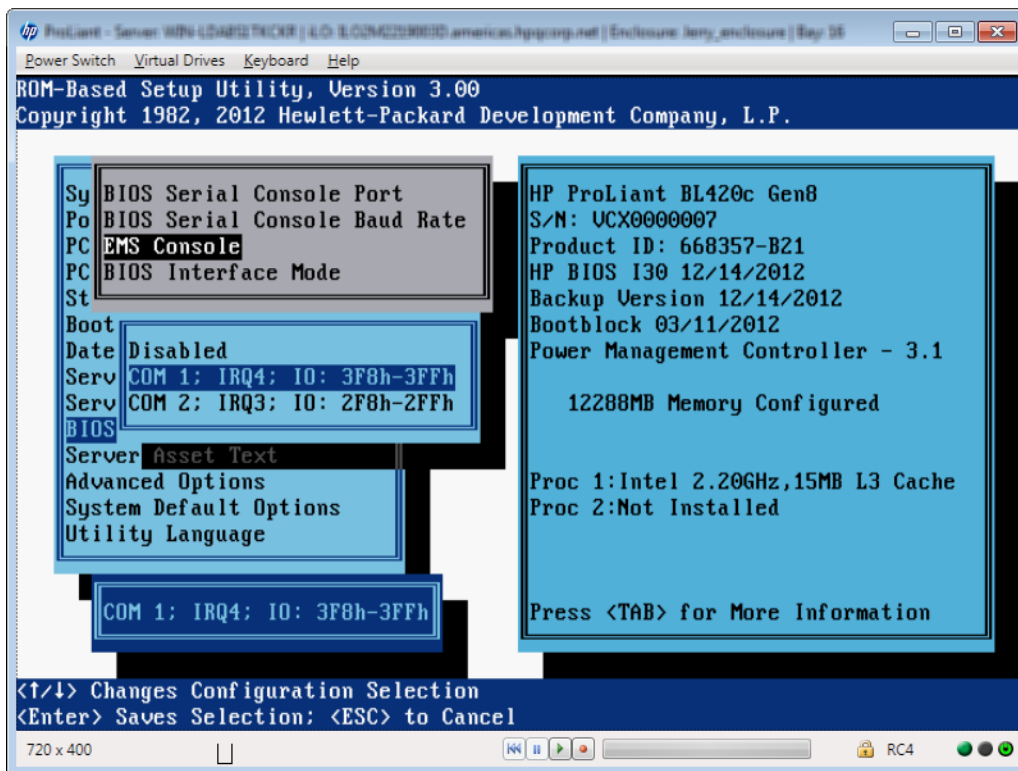 ProLiant - Server: | iLO: | Enclosure: | Bay: 16
Power Switch Virtual Drives Keyboard Help
ROM-Based Setup Utility, Version 3.00
Copyright 1982, 2012 Hewlett-Packard Development Company, L.P.
Sy
Po
PC
PC
St
Boot
Date
Serv
Serv
BIOS
Server Asset Text
Advanced Options
System Default Options
Utility Language
BIOS Serial Console Port
BIOS Serial Console Baud Rate
EMS Console
BIOS Interface Mode
Disabled
COM 1; IRQ4; IO: 3F8h-3FFh
COM 2; IRQ3; IO: 2F8h-2FFh
COM 1; IRQ4; IO: 3F8h-3FFh
HP ProLiant BL420c Gen8
S/N: VCX0000007
Product ID: 668357-B21
HP BIOS I30 12/14/2012
Backup Version 12/14/2012
Bootblock 03/11/2012
Power Management Controller - 3.1
12288MB Memory Configured
Proc 1:Intel 2.20GHz,15MB L3 Cache
Proc 2:Not Installed
Press <TAB> for More Information
<↑/↓> Changes Configuration Selection
<Enter> Saves Selection; <ESC> to Cancel
720 x 400
RC4